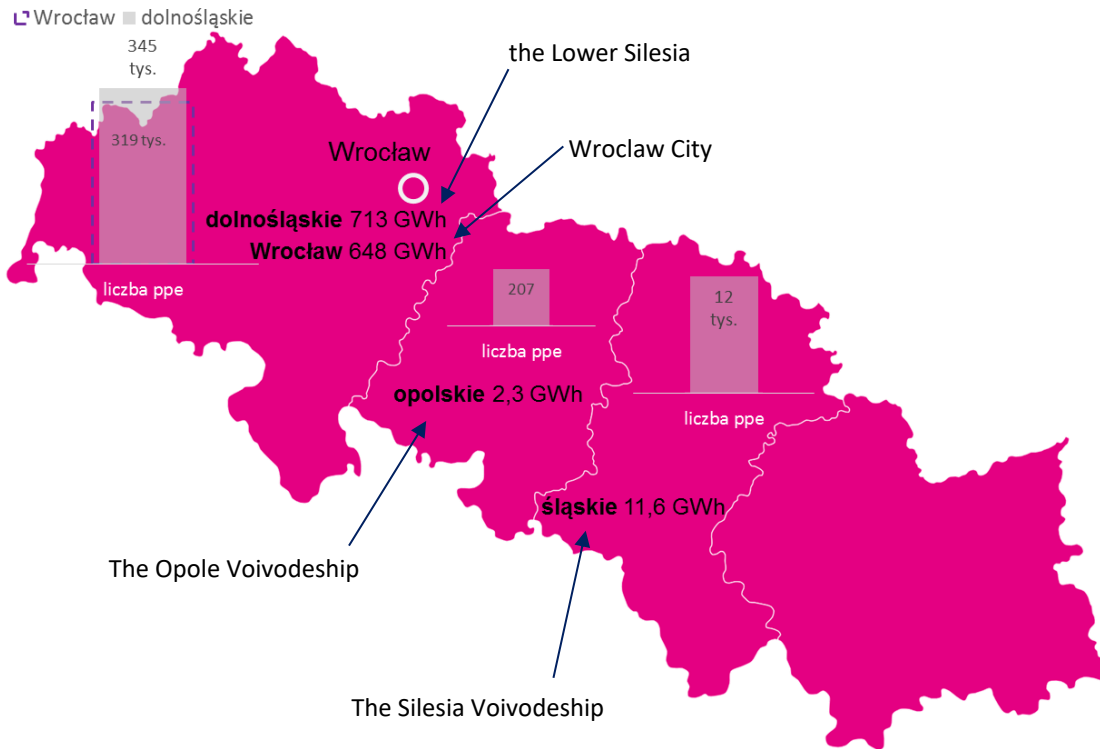 Wrocław dolnośląskie
345
tys.
319 tys.
liczba ppe
the Lower Silesia
Wroclaw City
Wrocław
dolnośląskie 713 GWh
Wrocław 648 GWh
207
liczba ppe
12
tys.
liczba ppe
opolskie 2,3 GWh
śląskie 11,6 GWh
The Opole Voivodeship
The Silesia Voivodeship